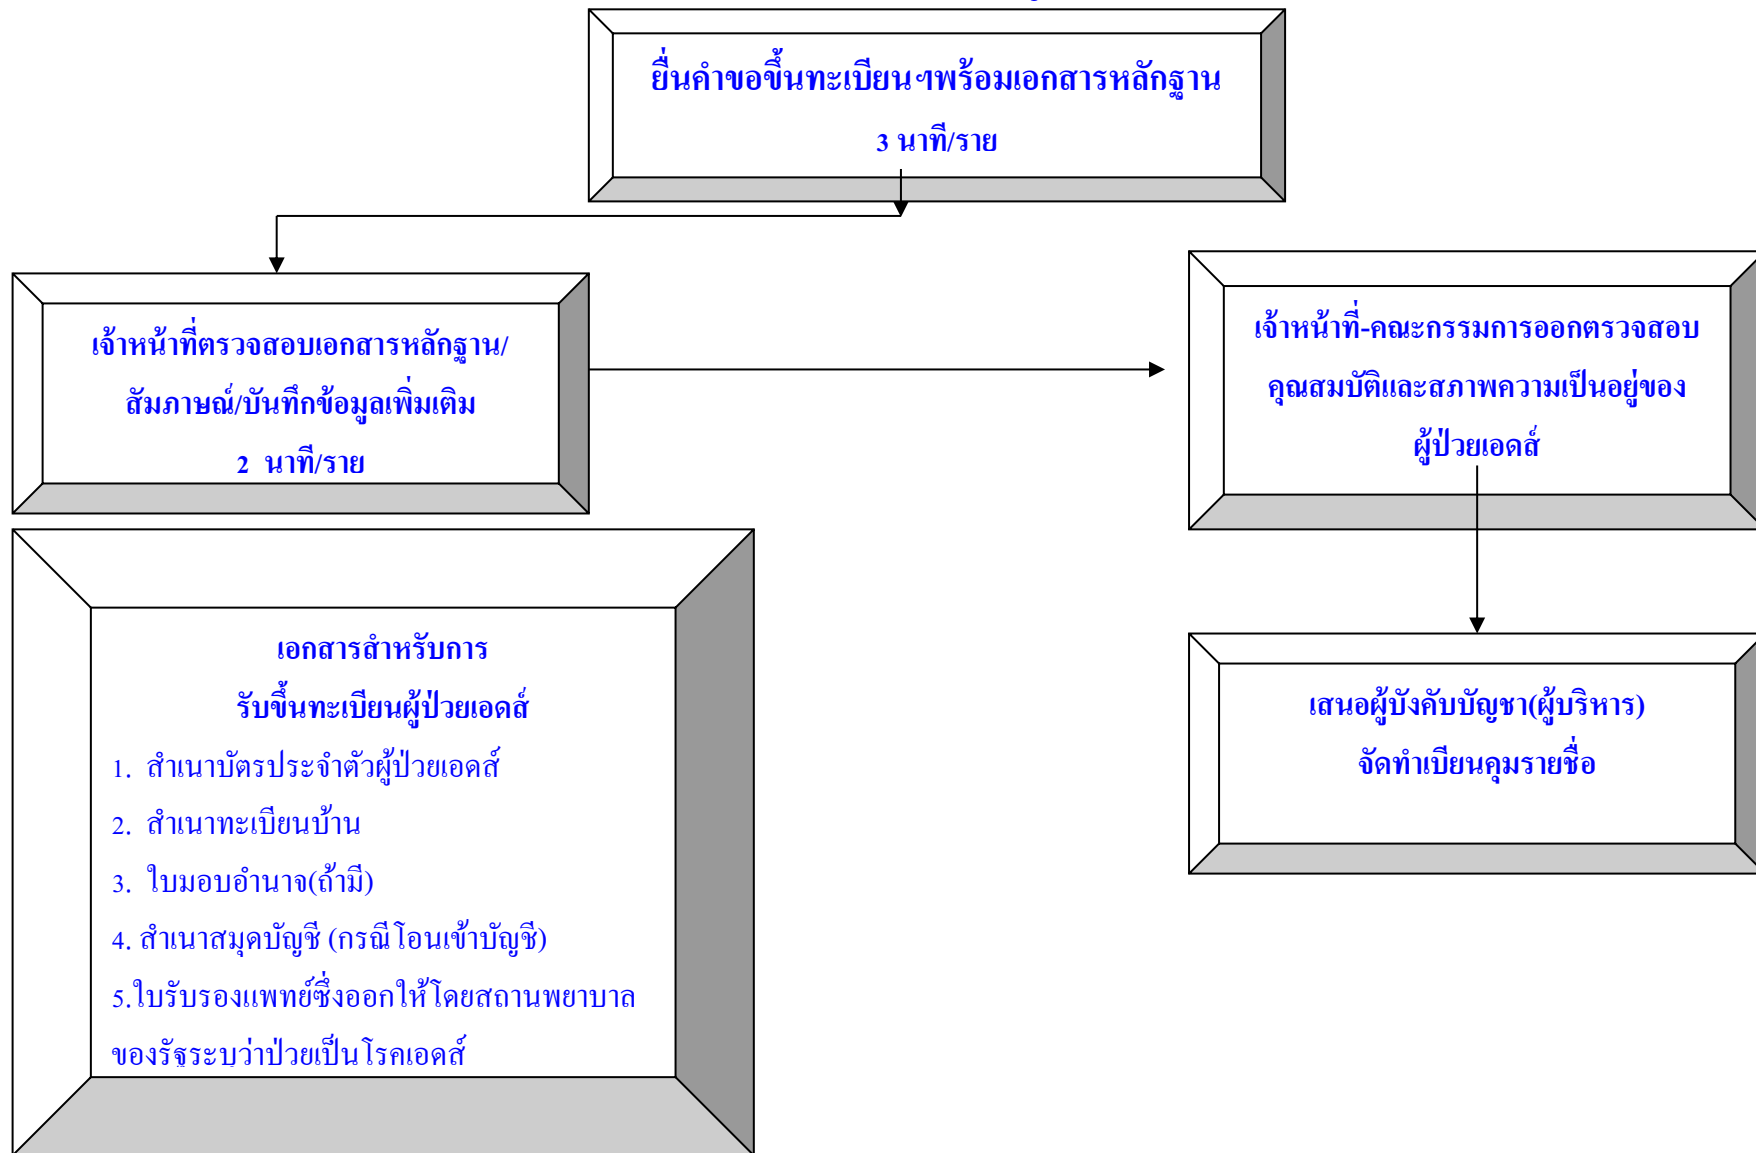 ยื่นคำขอขึ้นทะเบียนฯพร้อมเอกสารหลักฐาน
3 นาที/ราย
เจ้าหน้าที่ตรวจสอบเอกสารหลักฐาน/
สัมภาษณ์/บันทึกข้อมูลเพิ่มเติม
2 นาที/ราย
เจ้าหน้าที่-คณะกรรมการออกตรวจสอบ
คุณสมบัติและสภาพความเป็นอยู่ของ
ผู้ป่วยเอดส์
เสนอผู้บังคับบัญชา(ผู้บริหาร)
จัดทำเบียนคุมรายชื่อ
เอกสารสำหรับการ
รับขึ้นทะเบียนผู้ป่วยเอดส์
1. สำเนาบัตรประจำตัวผู้ป่วยเอดส์
2. สำเนาทะเบียนบ้าน
3. ใบมอบอำนาจ(ถ้ามี)
4. สำเนาสมุดบัญชี (กรณีโอนเข้าบัญชี)
5.ใบรับรองแพทย์ซึ่งออกให้โดยสถานพยาบาล
ของรัฐระบุว่าป่วยเป็นโรคเอดส์